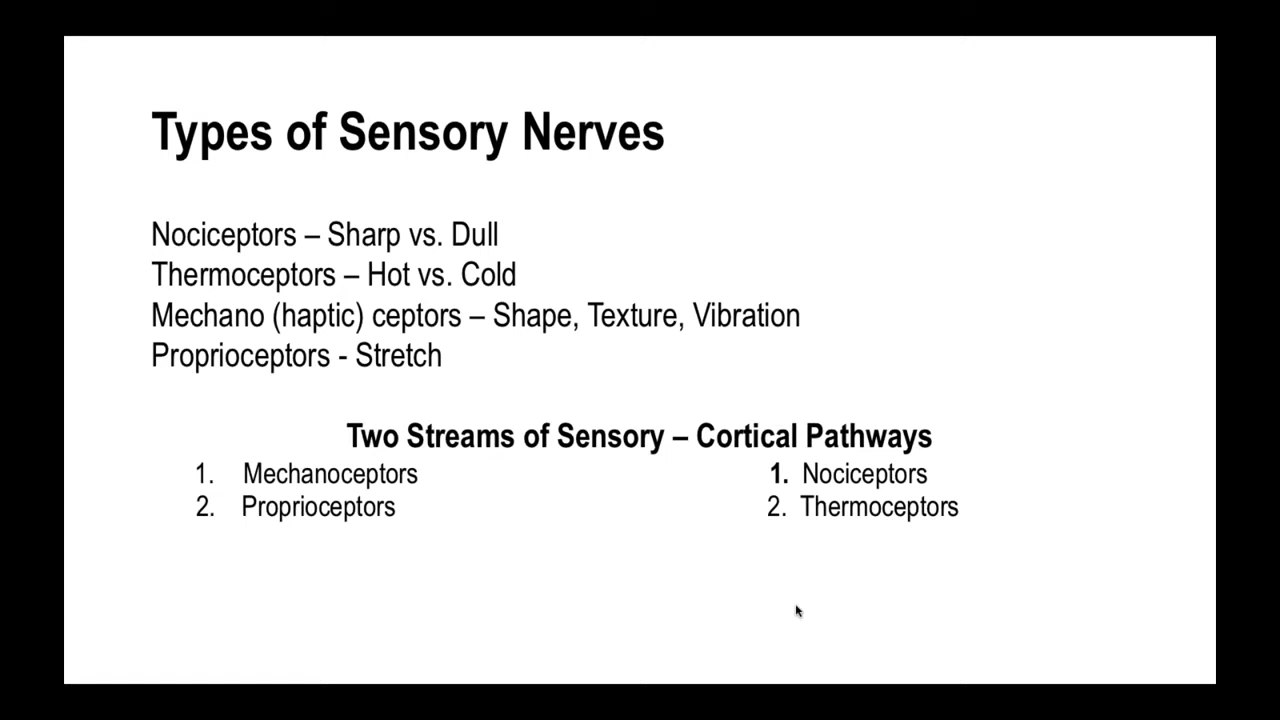 Types of Sensory Nerves
Nociceptors – Sharp vs. Dull
Thermoceptors – Hot vs. Cold
Mechano (haptic) ceptors – Shape, Texture, Vibration
Proprioceptors - Stretch
Two Streams of Sensory – Cortical Pathways
1. Mechanoceptors
2. Proprioceptors
1. Nociceptors
2. Thermoceptors